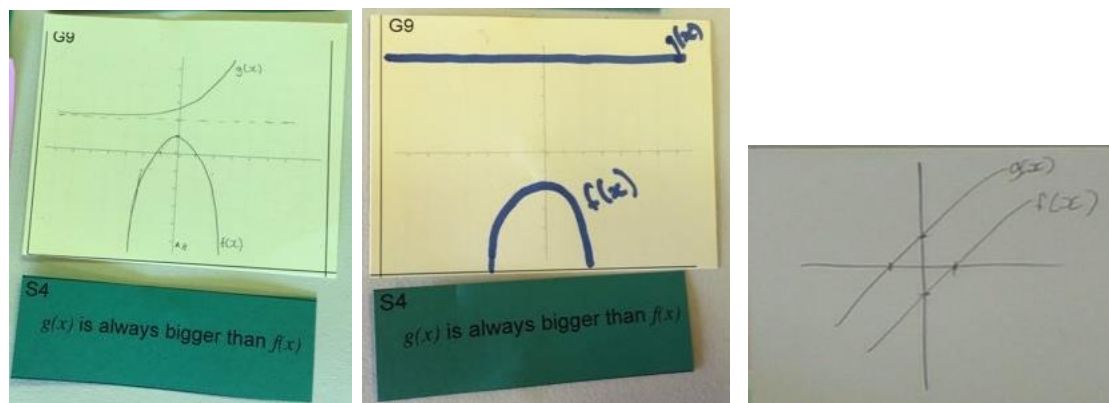 G9
g(x)
f(x)
S4
g(x) is always bigger than f(x)
G9
g(x)
f(x)
S4
g(x) is always bigger than f(x)
g(x)
f(x)